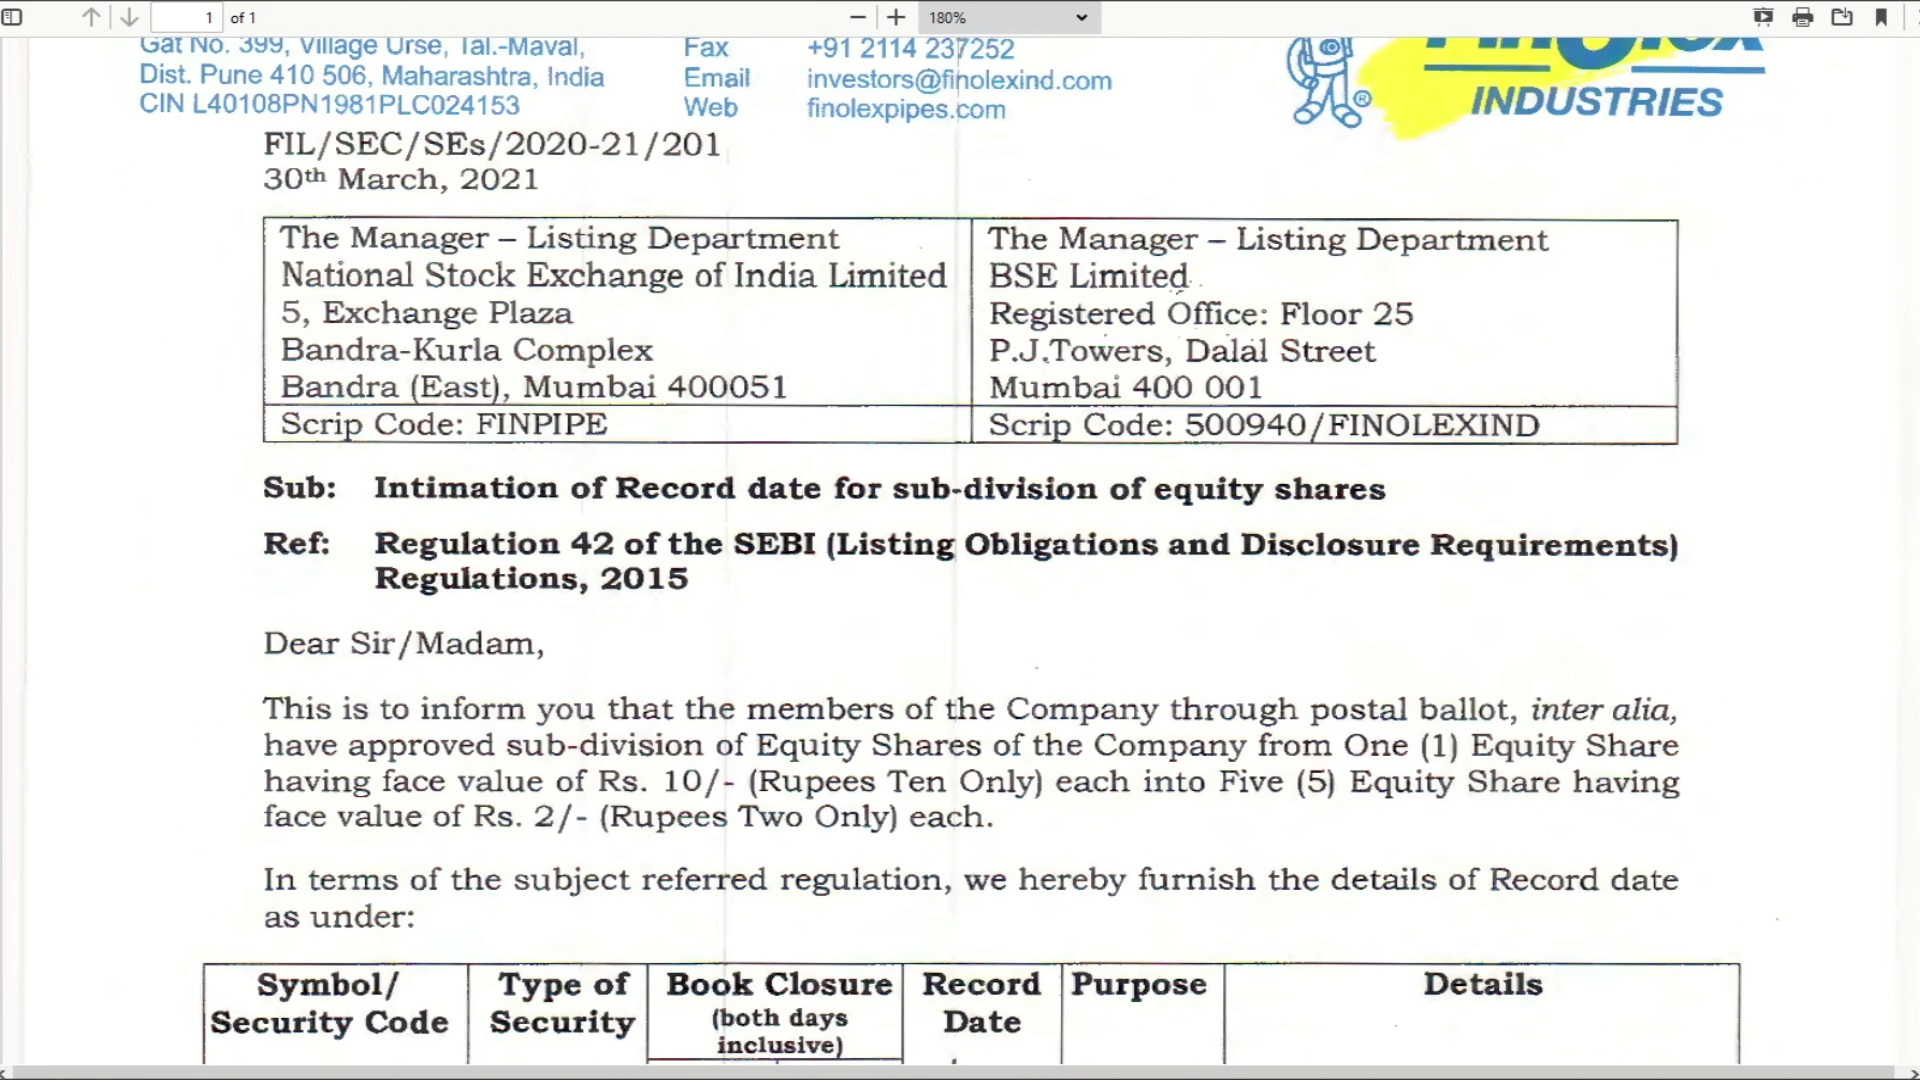 1 of 1
180%
Gat No. 399, Village Urse, Tal.-Maval,
Dist. Pune 410 506, Maharashtra, India
CIN L40108PN1981PLC024153
Fax +91 2114 237252
Email investors@finolexind.com
Web finolexpipes.com
Finolex
INDUSTRIES
®
FIL/SEC/SEs/2020-21/201
30th March, 2021
The Manager – Listing Department
National Stock Exchange of India Limited
5, Exchange Plaza
Bandra-Kurla Complex
Bandra (East), Mumbai 400051
Scrip Code: FINPIPE
The Manager – Listing Department
BSE Limited
Registered Office: Floor 25
P.J.Towers, Dalal Street
Mumbai 400 001
Scrip Code: 500940/FINOLEXIND
Sub: Intimation of Record date for sub-division of equity shares
Ref: Regulation 42 of the SEBI (Listing Obligations and Disclosure Requirements)
Regulations, 2015
Dear Sir/Madam,
This is to inform you that the members of the Company through postal ballot, inter alia,
have approved sub-division of Equity Shares of the Company from One (1) Equity Share
having face value of Rs. 10/- (Rupees Ten Only) each into Five (5) Equity Share having
face value of Rs. 2/- (Rupees Two Only) each.
In terms of the subject referred regulation, we hereby furnish the details of Record date
as under:
Symbol/
Security Code
Type of
Security
Book Closure
(both days
inclusive)
Record
Date
Purpose
Details